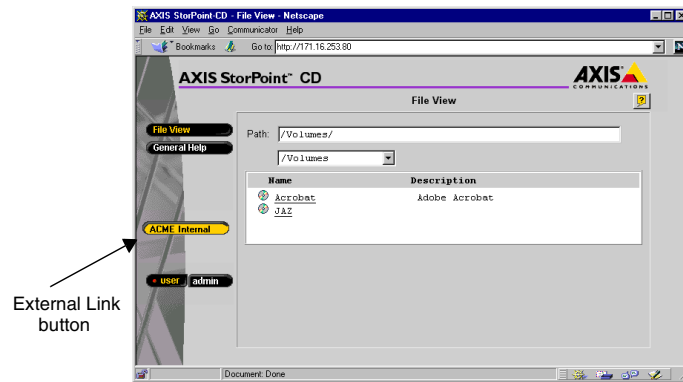 AXIS StorPoint-CD - File View - Netscape
File Edit View Go Communicator Help
Bookmarks Go to: http://171.16.253.80
AXIS StorPoint™ CD
AXIS
COMMUNICATIONS
File View
?
File View
General Help
Path: /Volumes/
/Volumes
Name Description
Acrobat Adobe Acrobat
JAZ
ACME Internal
user admin
External Link
button
Document: Done